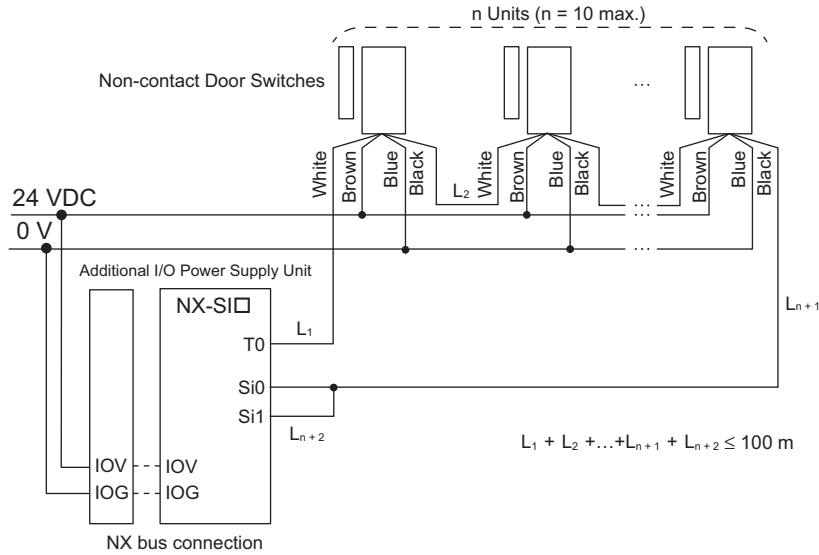 n Units (n = 10 max.)
Non-contact Door Switches
...
White
Brown
Blue
Black
L2
White
Brown
Blue
Black
White
Brown
Blue
Black
24 VDC
...
0 V
...
Additional I/O Power Supply Unit
NX-SI□
L1
Ln + 1
T0
Si0
Si1
Ln + 2
L1 + L2 +…+Ln + 1 + Ln + 2 ≤ 100 m
IOV
IOV
IOG
IOG
NX bus connection